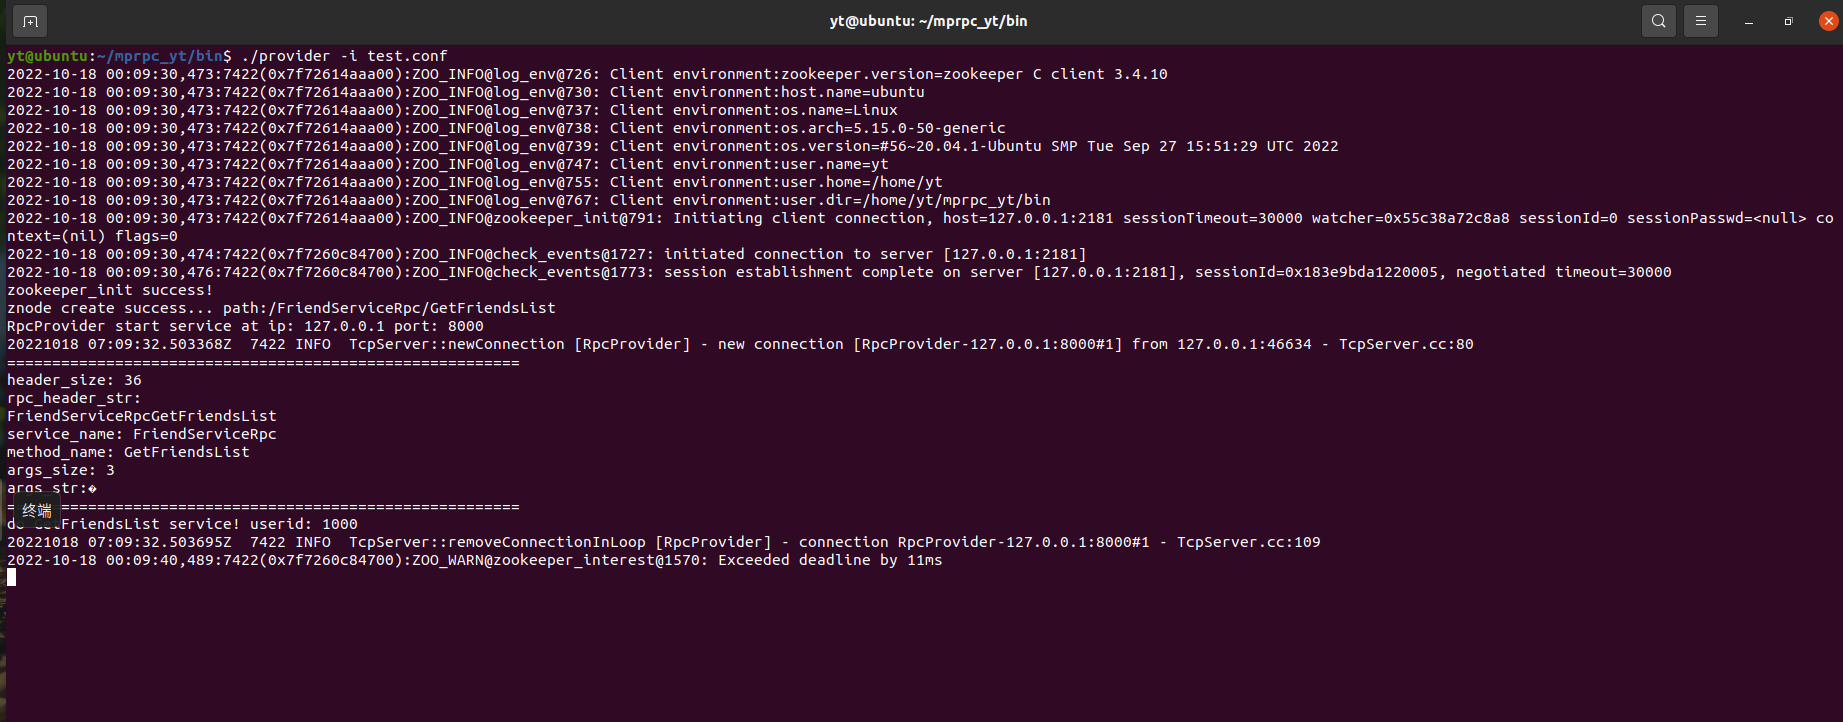 yt@ubuntu: ~/mprpc_yt/bin
yt@ubuntu:~/mprpc_yt/bin$ ./provider -i test.conf
2022-10-18 00:09:30,473:7422(0x7f72614aaa00):ZOO_INFO@log_env@726: Client environment:zookeeper.version=zookeeper C client 3.4.10
2022-10-18 00:09:30,473:7422(0x7f72614aaa00):ZOO_INFO@log_env@730: Client environment:host.name=ubuntu
2022-10-18 00:09:30,473:7422(0x7f72614aaa00):ZOO_INFO@log_env@737: Client environment:os.name=Linux
2022-10-18 00:09:30,473:7422(0x7f72614aaa00):ZOO_INFO@log_env@738: Client environment:os.arch=5.15.0-50-generic
2022-10-18 00:09:30,473:7422(0x7f72614aaa00):ZOO_INFO@log_env@739: Client environment:os.version=#56~20.04.1-Ubuntu SMP Tue Sep 27 15:51:29 UTC 2022
2022-10-18 00:09:30,473:7422(0x7f72614aaa00):ZOO_INFO@log_env@747: Client environment:user.name=yt
2022-10-18 00:09:30,473:7422(0x7f72614aaa00):ZOO_INFO@log_env@755: Client environment:user.home=/home/yt
2022-10-18 00:09:30,473:7422(0x7f72614aaa00):ZOO_INFO@log_env@767: Client environment:user.dir=/home/yt/mprpc_yt/bin
2022-10-18 00:09:30,473:7422(0x7f72614aaa00):ZOO_INFO@zookeeper_init@791: Initiating client connection, host=127.0.0.1:2181 sessionTimeout=30000 watcher=0x55c38a72c8a8 sessionId=0 sessionPasswd=<null> co
ntext=(nil) flags=0
2022-10-18 00:09:30,474:7422(0x7f7260c84700):ZOO_INFO@check_events@1727: initiated connection to server [127.0.0.1:2181]
2022-10-18 00:09:30,476:7422(0x7f7260c84700):ZOO_INFO@check_events@1773: session establishment complete on server [127.0.0.1:2181], sessionId=0x183e9bda1220005, negotiated timeout=30000
zookeeper_init success!
znode create success... path:/FriendServiceRpc/GetFriendsList
RpcProvider start service at ip: 127.0.0.1 port: 8000
20221018 07:09:32.503368Z  7422 INFO  TcpServer::newConnection [RpcProvider] - new connection [RpcProvider-127.0.0.1:8000#1] from 127.0.0.1:46634 - TcpServer.cc:80
=========================================================
header_size: 36
rpc_header_str:
FriendServiceRpcGetFriendsList
service_name: FriendServiceRpc
method_name: GetFriendsList
args_size: 3
args_str:�
=========================================================
终端
do GetFriendsList service! userid: 1000
20221018 07:09:32.503695Z  7422 INFO  TcpServer::removeConnectionInLoop [RpcProvider] - connection RpcProvider-127.0.0.1:8000#1 - TcpServer.cc:109
2022-10-18 00:09:40,489:7422(0x7f7260c84700):ZOO_WARN@zookeeper_interest@1570: Exceeded deadline by 11ms